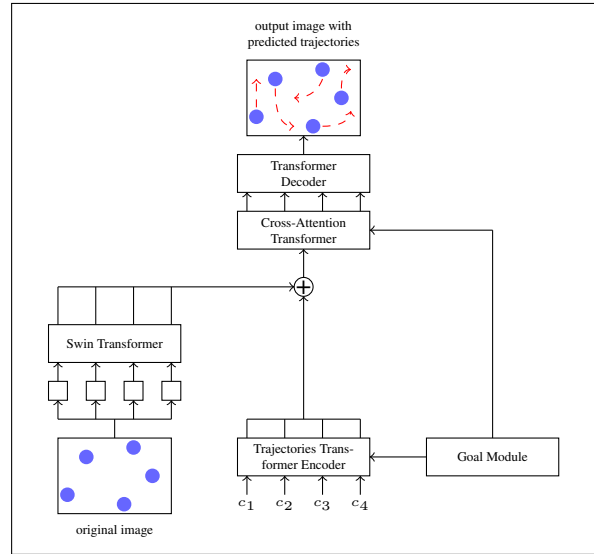 output image with
predicted trajectories
Transformer
Decoder
Cross-Attention
Transformer
+
Swin Transformer
Trajectories Trans-
former Encoder
Goal Module
c1 c2 c3 c4
original image